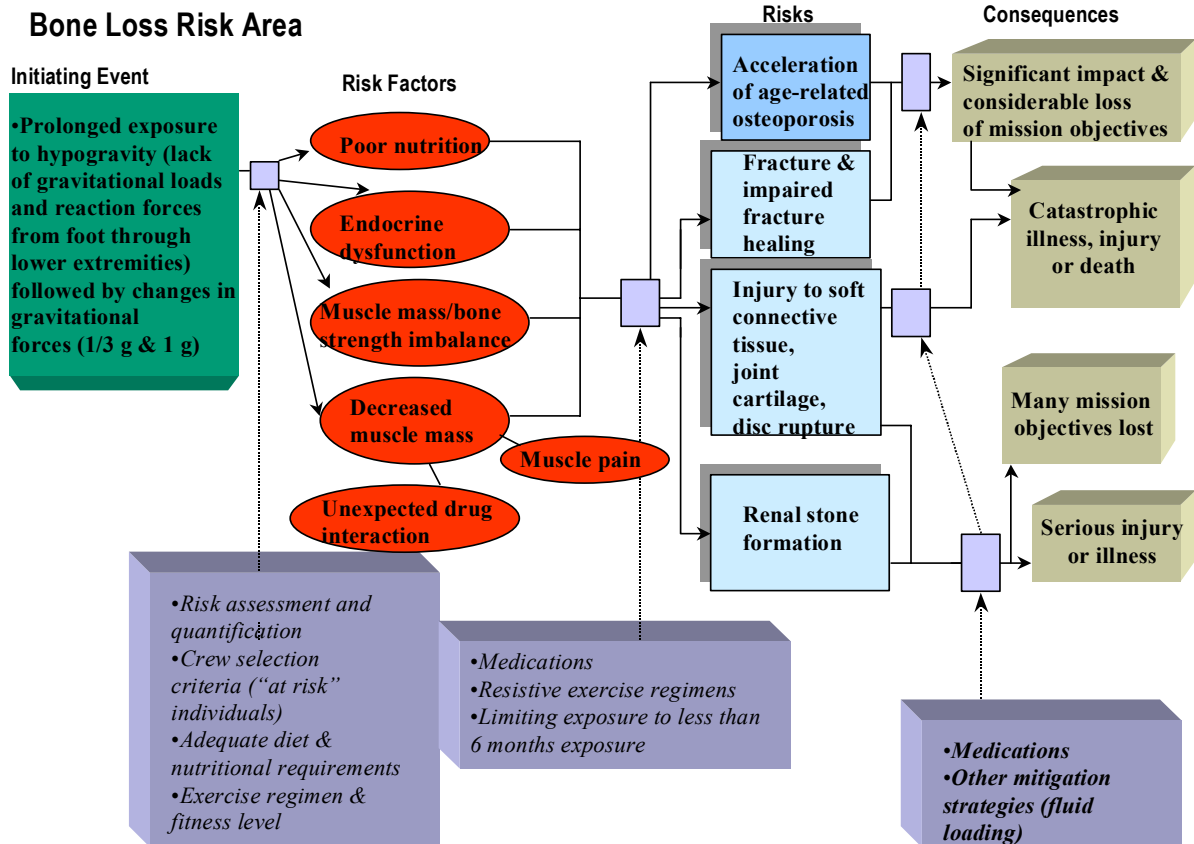 Bone Loss Risk Area
Initiating Event
•Prolonged exposure
to hypogravity (lack
of gravitational loads
and reaction forces
from foot through
lower extremities)
followed by changes in
gravitational
forces (1/3 g & 1 g)
Risk Factors
Poor nutrition
Endocrine
dysfunction
Muscle mass/bone
strength imbalance
Decreased
muscle mass
Muscle pain
Unexpected drug
interaction
Risks
Acceleration
of age-related
osteoporosis
Fracture &
impaired
fracture
healing
Injury to soft
connective
tissue,
joint
cartilage,
disc rupture
Renal stone
formation
Consequences
Significant impact &
considerable loss
of mission objectives
Catastrophic
illness, injury
or death
Many mission
objectives lost
Serious injury
or illness
•Risk assessment and
quantification
•Crew selection
criteria (“at risk”
individuals)
•Adequate diet &
nutritional requirements
•Exercise regimen &
fitness level
•Medications
•Resistive exercise regimens
•Limiting exposure to less than
6 months exposure
•Medications
•Other mitigation
strategies (fluid
loading)